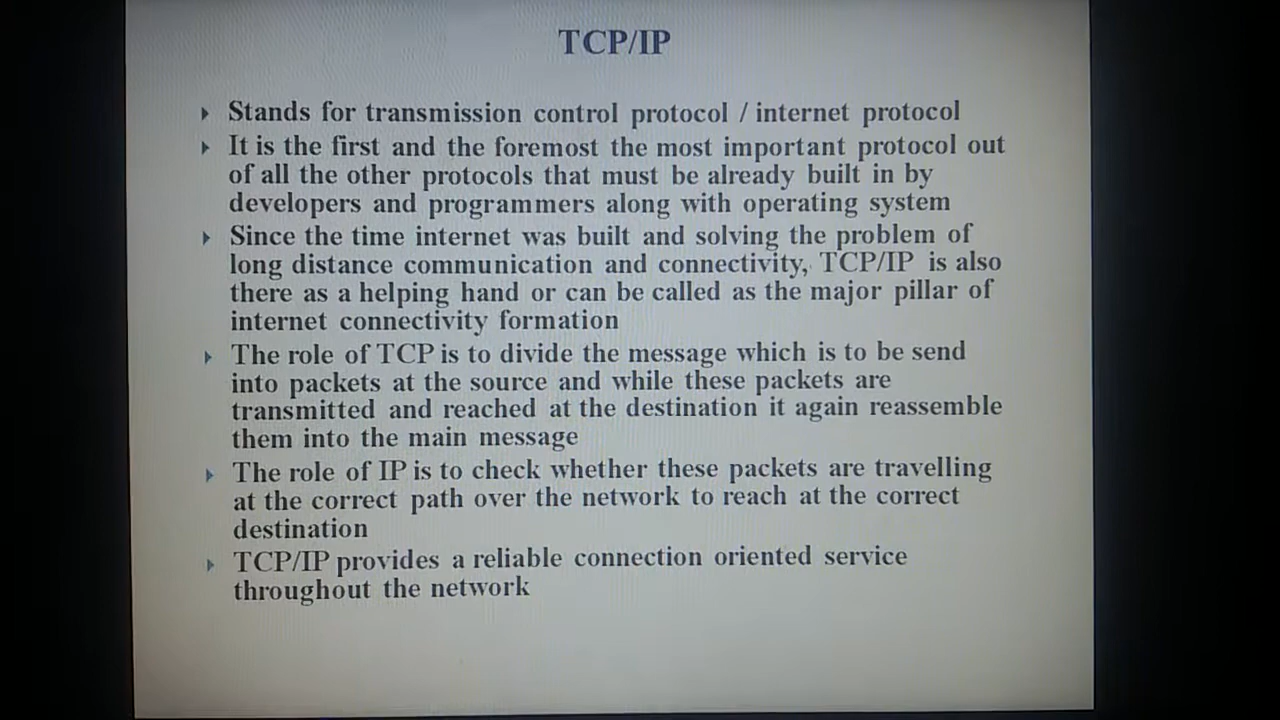 TCP/IP
Stands for transmission control protocol / internet protocol
It is the first and the foremost the most important protocol out
of all the other protocols that must be already built in by
developers and programmers along with operating system
Since the time internet was built and solving the problem of
long distance communication and connectivity, TCP/IP is also
there as a helping hand or can be called as the major pillar of
internet connectivity formation
The role of TCP is to divide the message which is to be send
into packets at the source and while these packets are
transmitted and reached at the destination it again reassemble
them into the main message
The role of IP is to check whether these packets are travelling
at the correct path over the network to reach at the correct
destination
TCP/IP provides a reliable connection oriented service
throughout the network